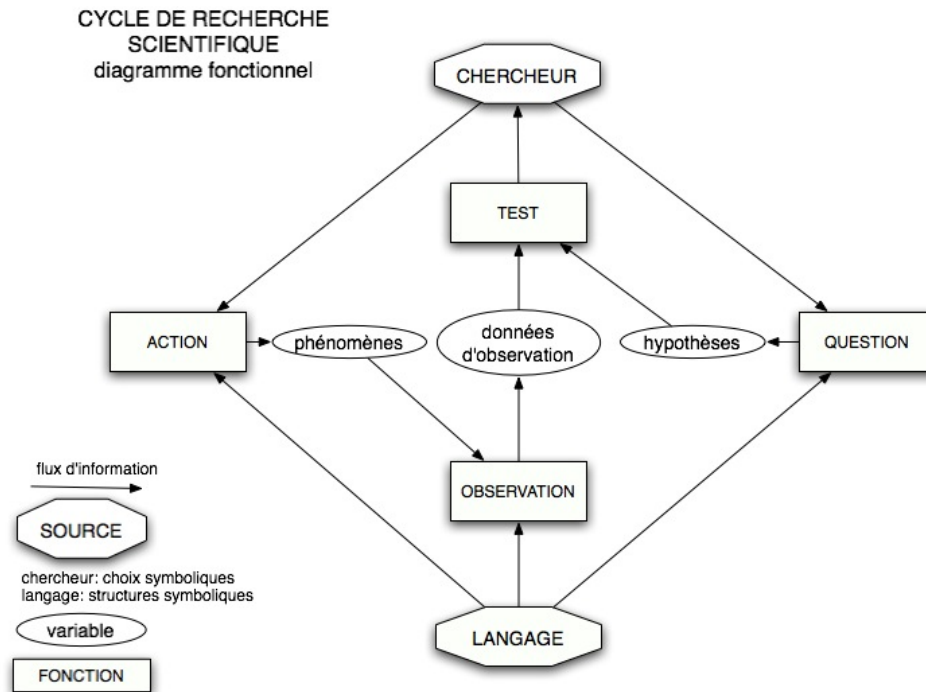 CYCLE DE RECHERCHE
SCIENTIFIQUE
diagramme fonctionnel
CHERCHEUR
TEST
ACTION
phénomènes
données
d'observation
hypothèses
QUESTION
OBSERVATION
LANGAGE
flux d'information
SOURCE
chercheur: choix symboliques
langage: structures symboliques
variable
FONCTION